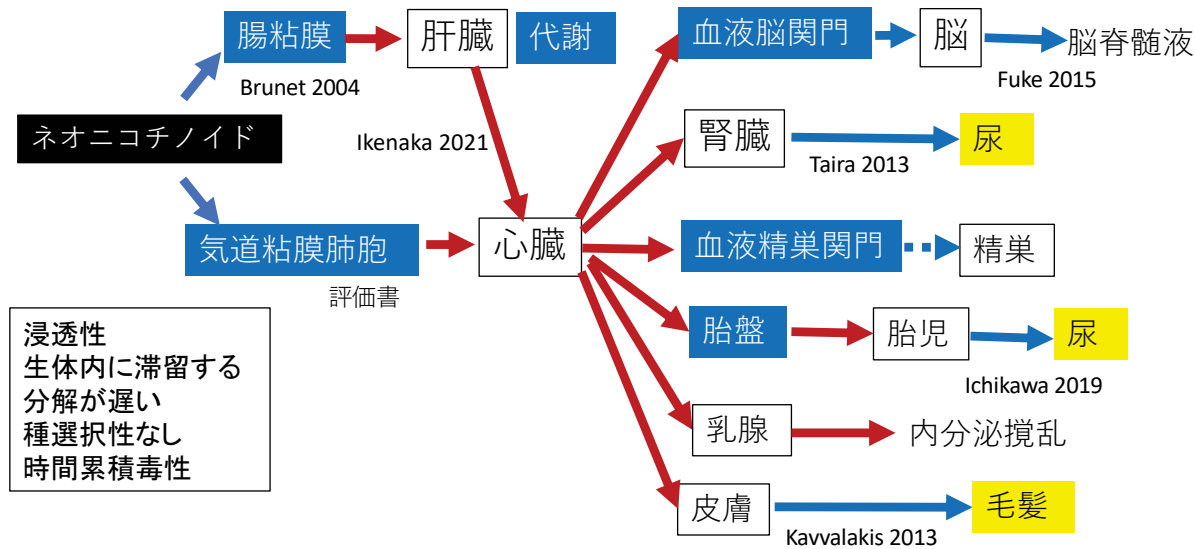 腸粘膜
肝臓
代謝
血液脳関門
脳
脳脊髄液
Brunet 2004
Fuke 2015
ネオニコチノイド
Ikenaka 2021
腎臓
尿
Taira 2013
気道粘膜肺胞
心臓
血液精巣関門
精巣
評価書
浸透性
生体内に滞留する
分解が遅い
種選択性なし
時間累積毒性
胎盤
胎児
尿
Ichikawa 2019
乳腺
内分泌撹乱
皮膚
毛髪
Kavvalakis 2013